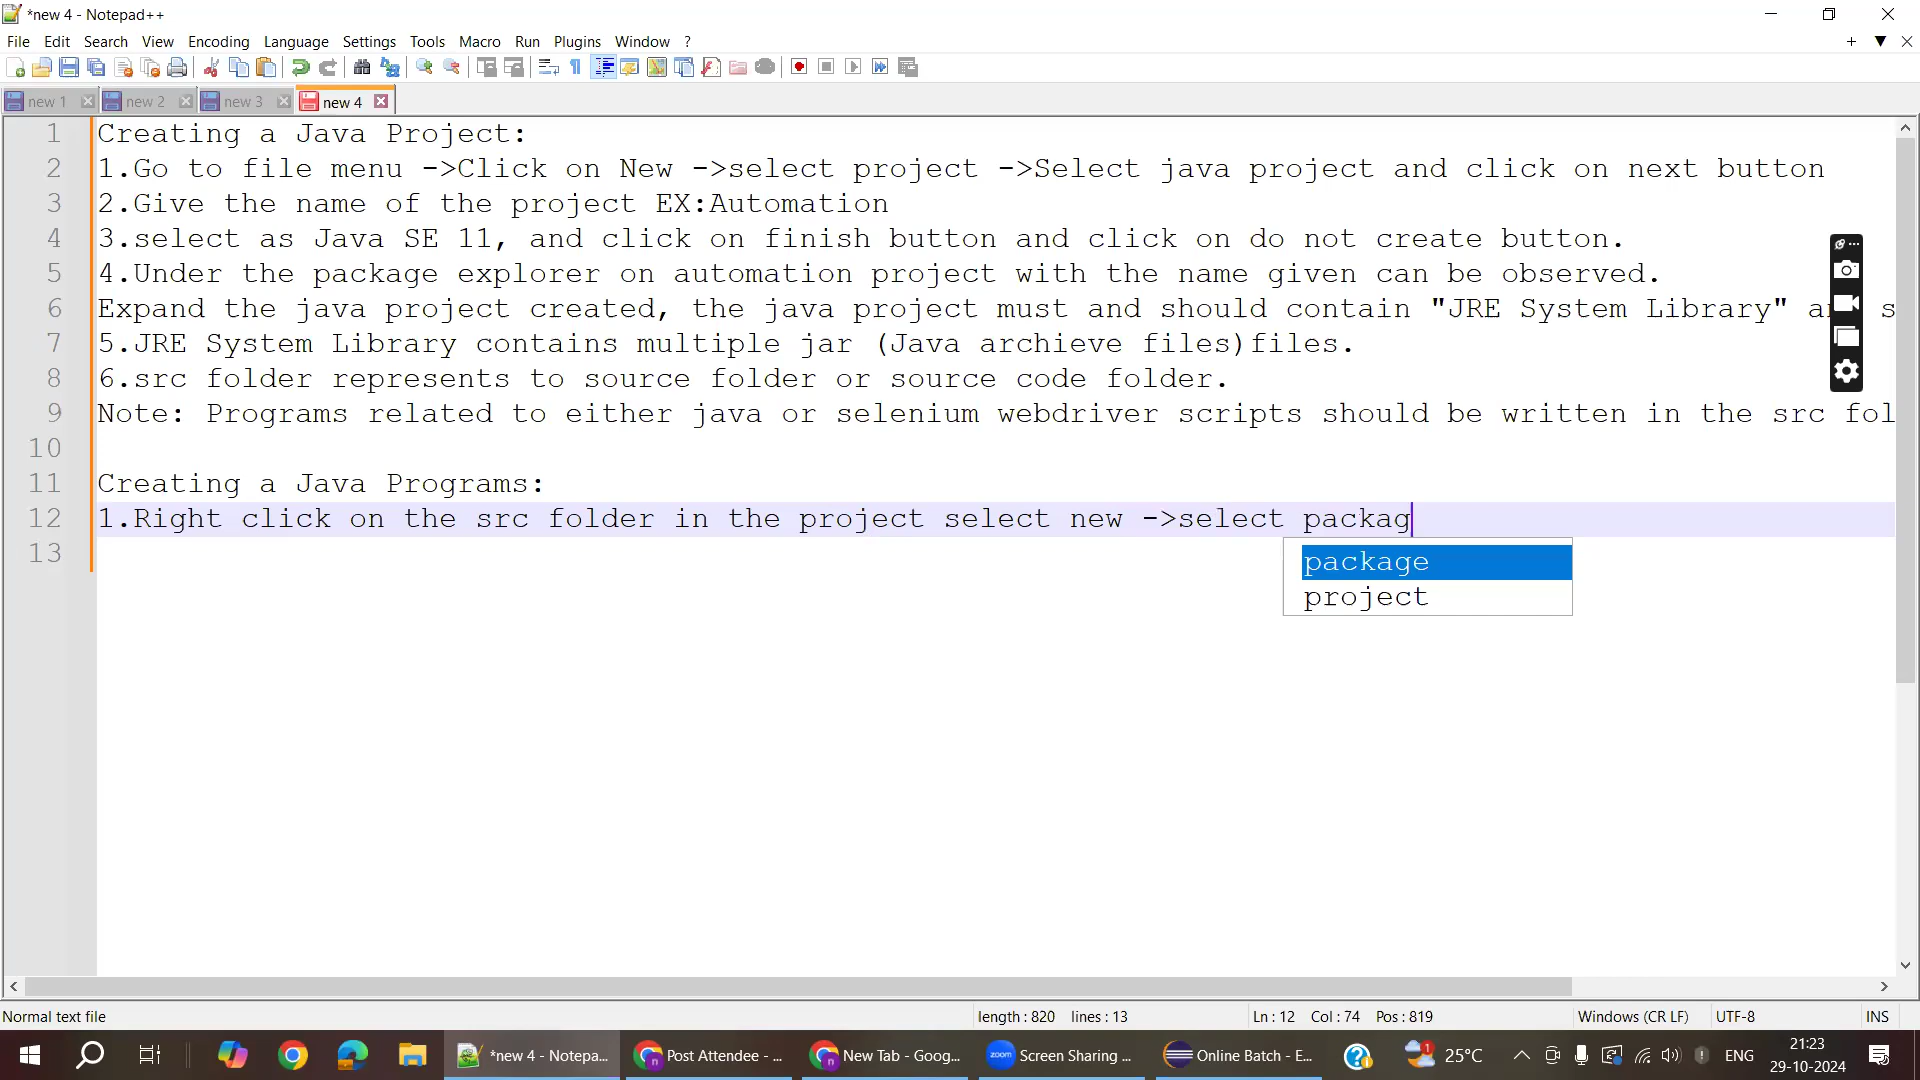 *new 4 - Notepad++
File Edit Search View Encoding Language Settings Tools Macro Run Plugins Window ?
new 1 new 2 new 3 new 4
1 Creating a Java Project:
2 1.Go to file menu ->Click on New ->select project ->Select java project and click on next button
3 2.Give the name of the project EX:Automation
4 3.select as Java SE 11, and click on finish button and click on do not create button.
5 4.Under the package explorer on automation project with the name given can be observed.
6 Expand the java project created, the java project must and should contain "JRE System Library" a s
7 5.JRE System Library contains multiple jar (Java archieve files)files.
8 6.src folder represents to source folder or source code folder.
9 Note: Programs related to either java or selenium webdriver scripts should be written in the src fol
10
11 Creating a Java Programs:
12 1.Right click on the src folder in the project select new ->select packag
13
package
project
Normal text file length : 820 lines : 13 Ln : 12 Col : 74 Pos : 819 Windows (CR LF) UTF-8 INS
*new 4 - Notepa... Post Attendee - ... New Tab - Goog... zoom Screen Sharing ... Online Batch - E... 1 25°C ENG 21:23
29-10-2024